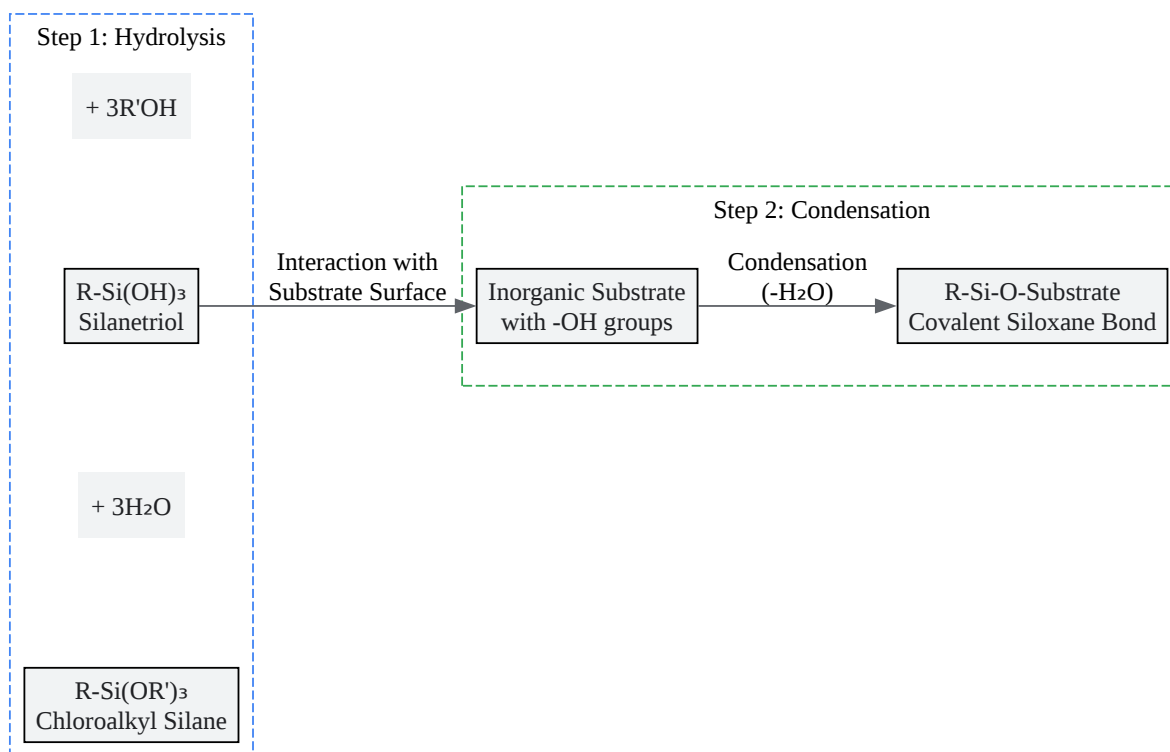 Step 1: Hydrolysis
+ 3R'OH
R-Si(OH)₃
Silanetriol
+ 3H₂O
R-Si(OR')₃
Chloroalkyl Silane
Interaction with
Substrate Surface
Step 2: Condensation
Inorganic Substrate
with -OH groups
Condensation
(-H₂O)
R-Si-O-Substrate
Covalent Siloxane Bond